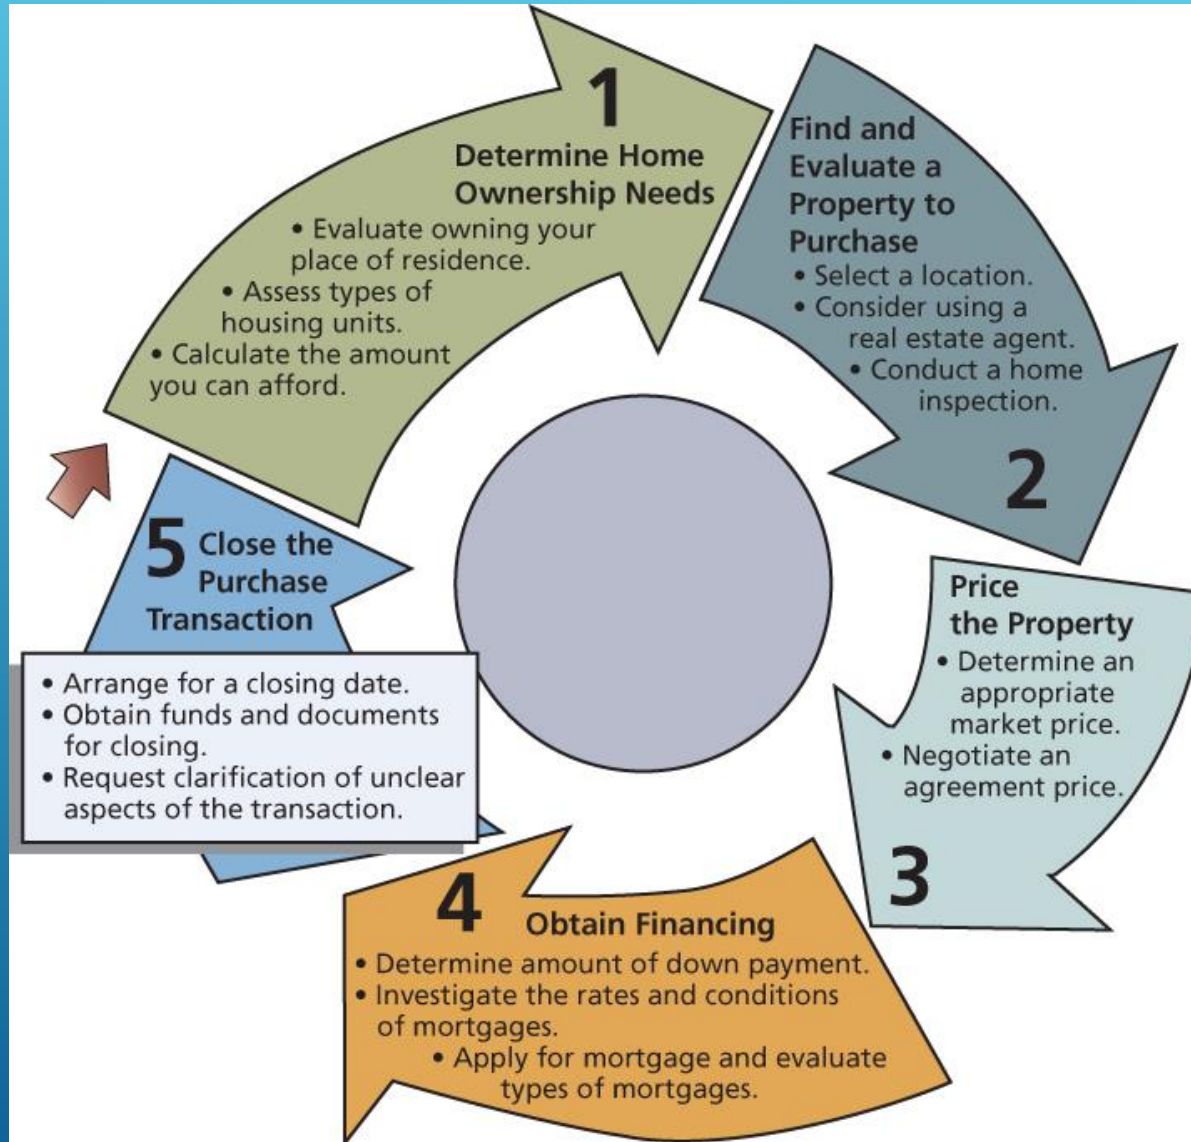 1
Determine Home
Ownership Needs
• Evaluate owning your
place of residence.
• Assess types of
housing units.
• Calculate the amount
you can afford.
Find and
Evaluate a
Property to
Purchase
• Select a location.
• Consider using a
real estate agent.
• Conduct a home
inspection.
2
Price
the Property
• Determine an
appropriate
market price.
• Negotiate an
agreement price.
3
4 Obtain Financing
• Determine amount of down payment.
• Investigate the rates and conditions
of mortgages.
• Apply for mortgage and evaluate
types of mortgages.
5 Close the
Purchase
Transaction
• Arrange for a closing date.
• Obtain funds and documents
for closing.
• Request clarification of unclear
aspects of the transaction.